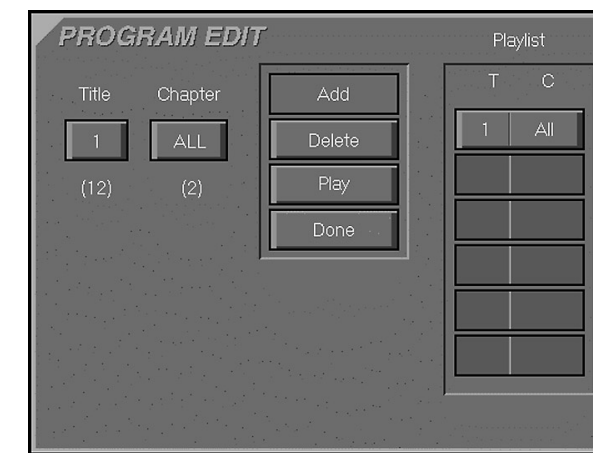 PROGRAM EDIT
Playlist
Title Chapter
1 ALL
(12) (2)
Add
Delete
Play
Done
T C
1 All